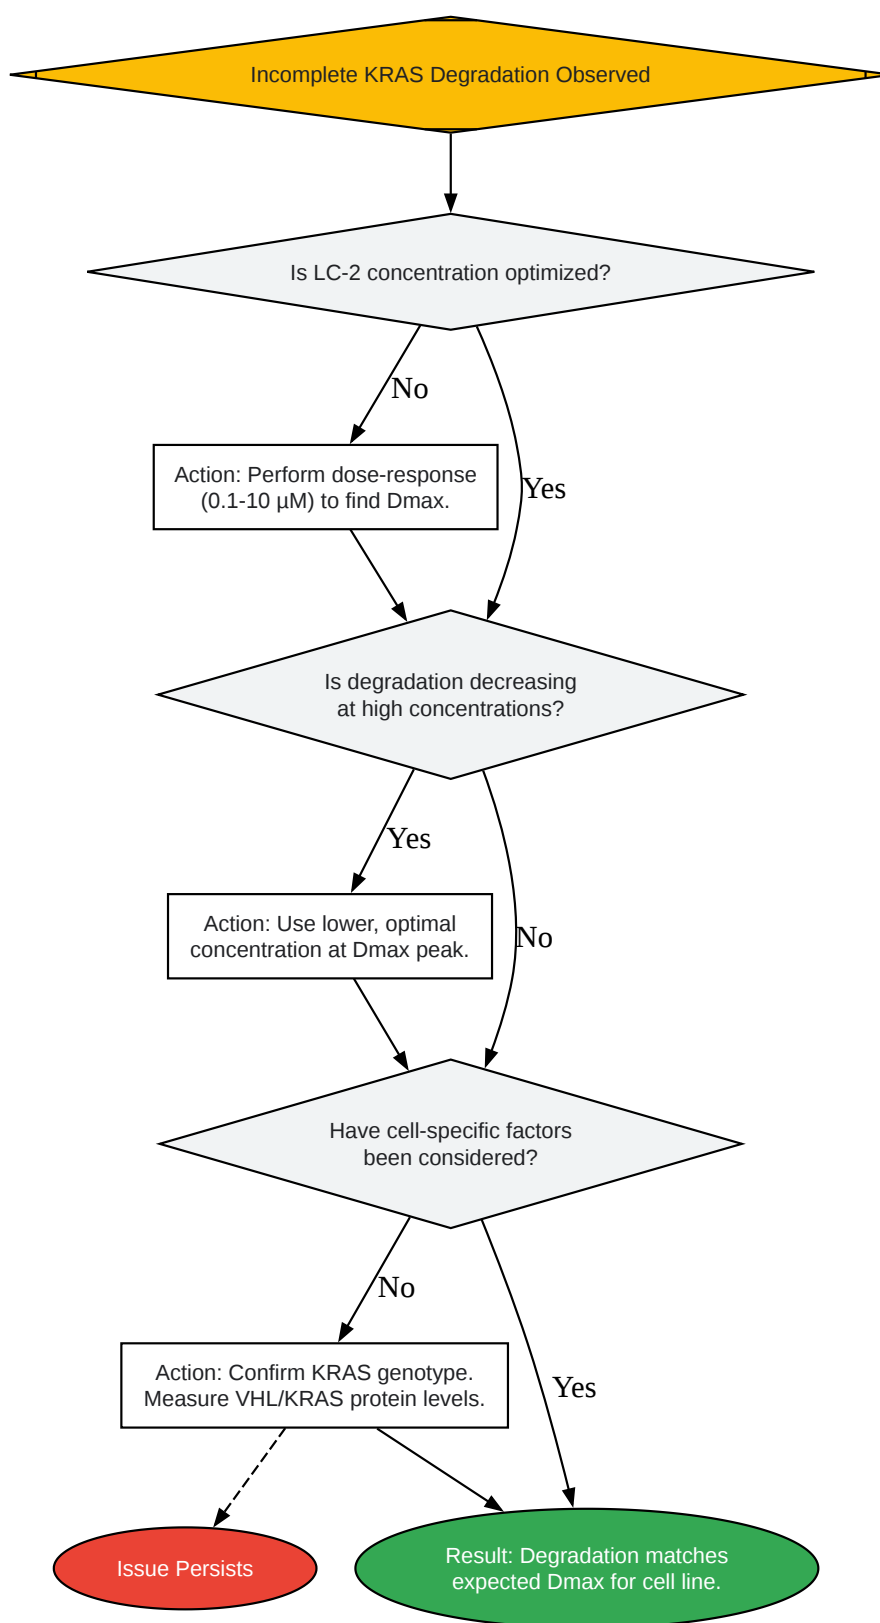 Incomplete KRAS Degradation Observed
Is LC-2 concentration optimized?
No
Action: Perform dose-response
(0.1-10 µM) to find Dmax.
Yes
Is degradation decreasing
at high concentrations?
Yes
Action: Use lower, optimal
concentration at Dmax peak.
No
Have cell-specific factors
been considered?
No
Action: Confirm KRAS genotype.
Measure VHL/KRAS protein levels.
Yes
Issue Persists
Result: Degradation matches
expected Dmax for cell line.